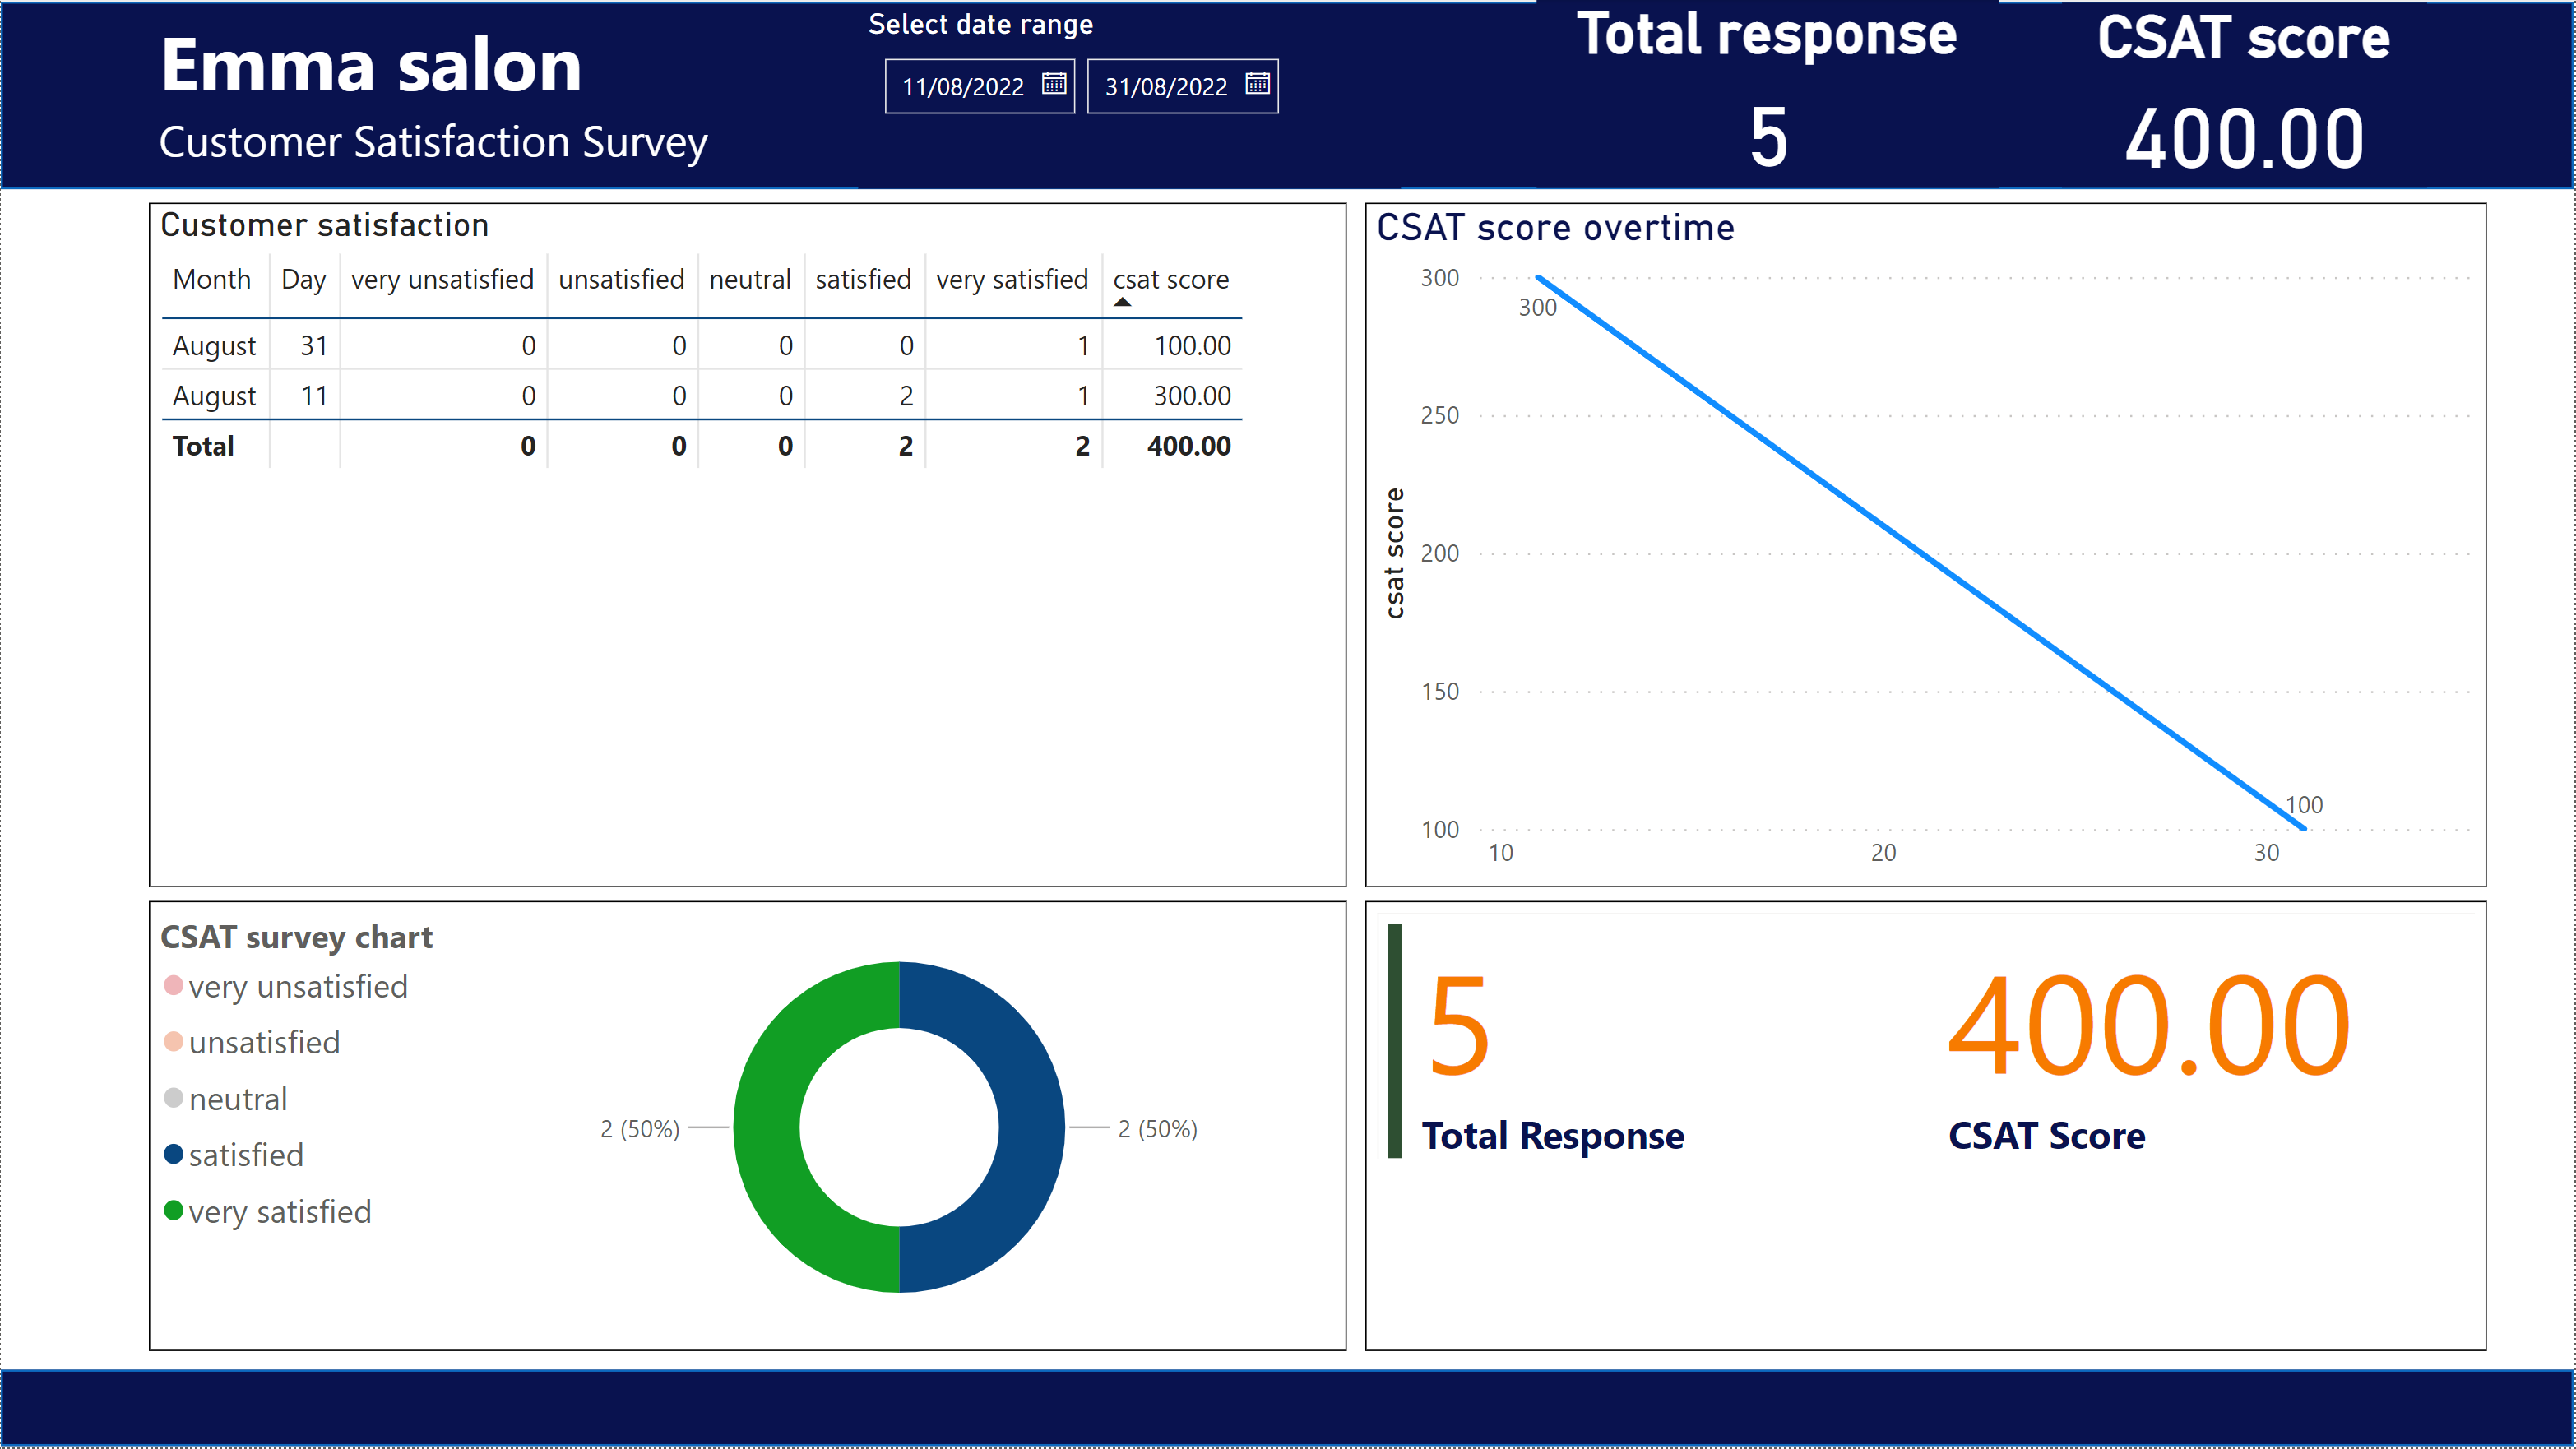 Emma salon
Customer Satisfaction Survey
Select date range
11/08/2022 31/08/2022
Total response
5
CSAT score
400.00
Customer satisfaction
Month Day very unsatisfied unsatisfied neutral satisfied very satisfied csat score
August 31 0 0 0 0 1 100.00
August 11 0 0 0 2 1 300.00
Total 0 0 0 2 2 400.00
CSAT score overtime
csat score
300
250
200
150
100
300
100
10 20 30
CSAT survey chart
very unsatisfied
unsatisfied
neutral
satisfied
very satisfied
2 (50%) 2 (50%)
5 400.00
Total Response CSAT Score